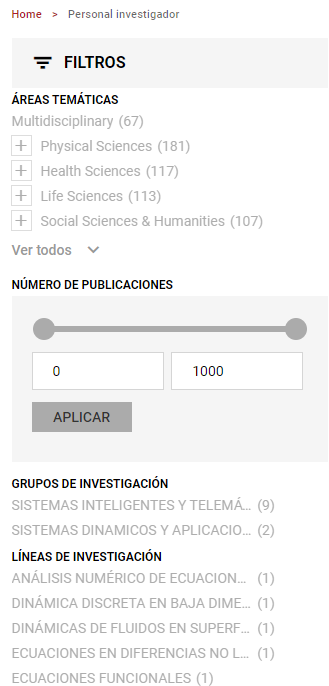 Home > Personal investigador
FILTROS
ÁREAS TEMÁTICAS
Multidisciplinary (67)
Physical Sciences (181)
Health Sciences (117)
Life Sciences (113)
Social Sciences & Humanities (107)
Ver todos
NÚMERO DE PUBLICACIONES
0 1000
APLICAR
GRUPOS DE INVESTIGACIÓN
SISTEMAS INTELIGENTES Y TELEMÁ... (9)
SISTEMAS DINAMICOS Y APLICACIO... (2)
LÍNEAS DE INVESTIGACIÓN
ANÁLISIS NUMÉRICO DE ECUACION... (1)
DINÁMICA DISCRETA EN BAJA DIME... (1)
DINÁMICAS DE FLUIDOS EN SUPERF... (1)
ECUACIONES EN DIFERENCIAS NO L... (1)
ECUACIONES FUNCIONALES (1)